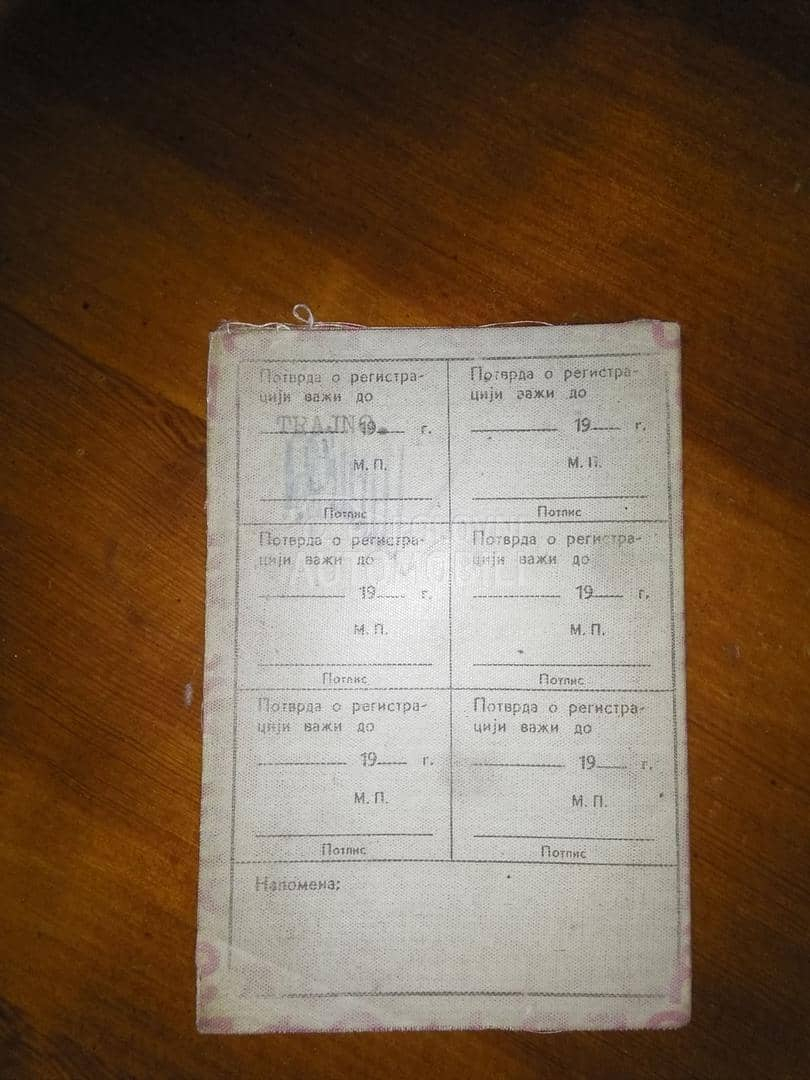 Потврда о регистра-
цији важи до
TRAJNO.
19 г.
М. П.
Потпис
Потврда о регистра-
цији важи до
19 г.
М. П.
Потпис
Потврда о регистра-
цији важи до
19 г.
М. П.
Потпис
Потврда о регистра-
цији важи до
19 г.
М. П.
Потпис
Потврда о регистра-
цији важи до
19 г.
М. П.
Потпис
Потврда о регистра-
цији важи до
19 г.
М. П.
Потпис
Напомена: